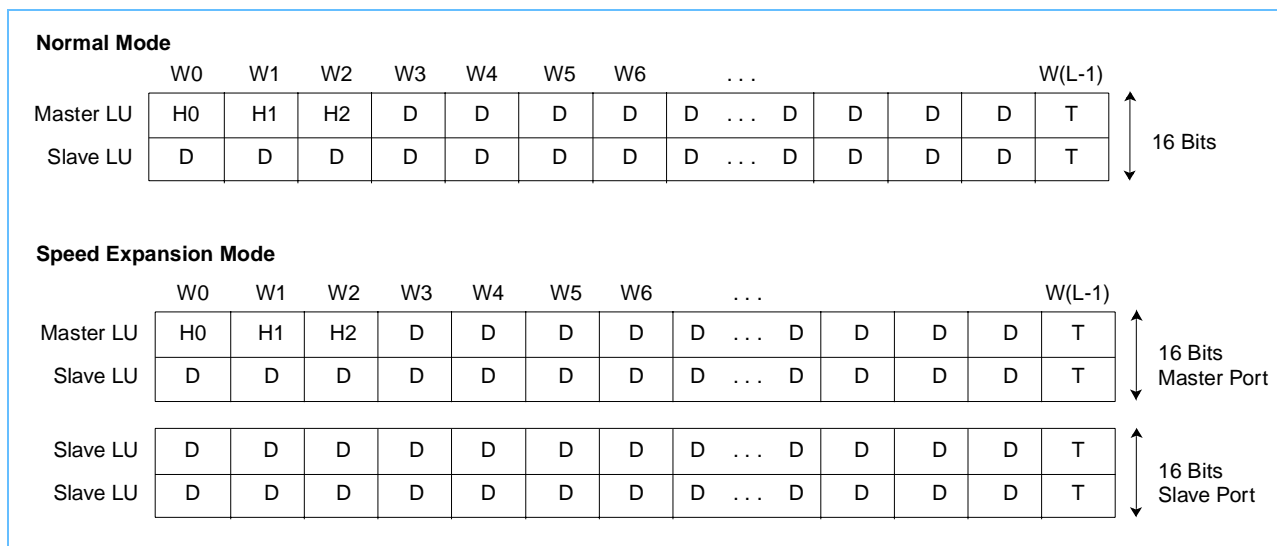 Normal Mode
W0 W1 W2 W3 W4 W5 W6 . . . W(L-1)
Master LU H0 H1 H2 D D D D D . . . D D D D T
Slave LU D D D D D D D D . . . D D D D T
16 Bits
Speed Expansion Mode
W0 W1 W2 W3 W4 W5 W6 . . . W(L-1)
Master LU H0 H1 H2 D D D D D . . . D D D D T
Slave LU D D D D D D D D . . . D D D D T
16 Bits
Master Port
Slave LU D D D D D D D D . . . D D D D T
Slave LU D D D D D D D D . . . D D D D T
16 Bits
Slave Port